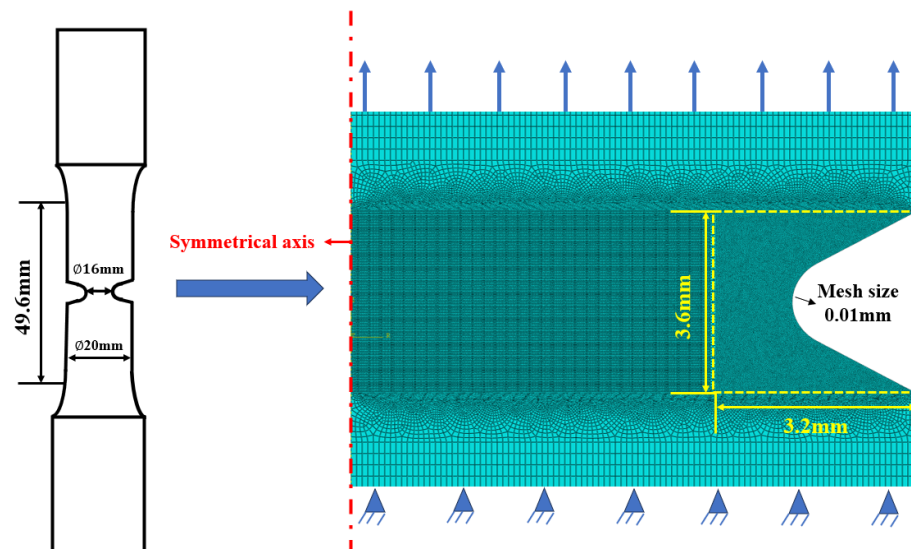 49.6mm
Ø16mm
Ø20mm
Symmetrical axis
3.6mm
3.2mm
Mesh size
0.01mm